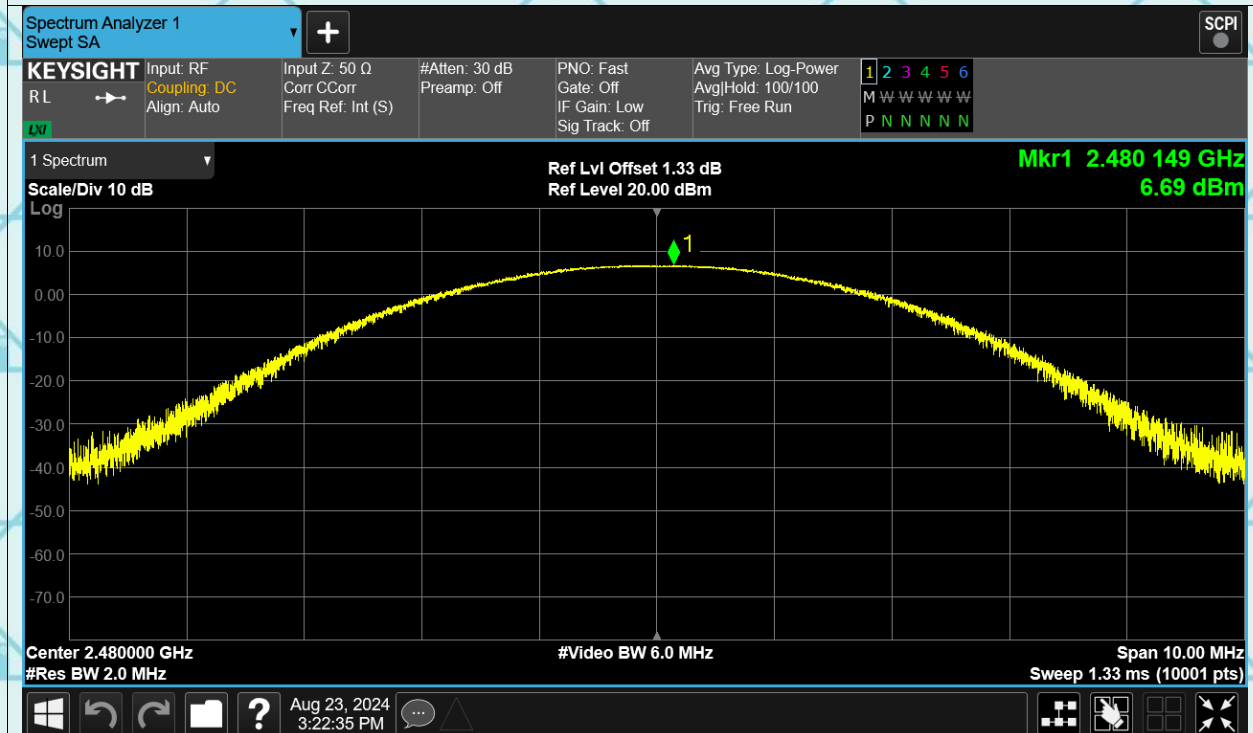 Spectrum Analyzer 1
Swept SA
SCPI
KEYSIGHT
RL
LXI
Input: RF
Coupling: DC
Align: Auto
Input Z: 50 Ω
Corr CCorr
Freq Ref: Int (S)
#Atten: 30 dB
Preamp: Off
PNO: Fast
Gate: Off
IF Gain: Low
Sig Track: Off
Avg Type: Log-Power
Avg|Hold: 100/100
Trig: Free Run
1 2 3 4 5 6
M W W W W W
P N N N N N
1 Spectrum
Scale/Div 10 dB
Log
Ref Lvl Offset 1.33 dB
Ref Level 20.00 dBm
Mkr1 2.480 149 GHz
6.69 dBm
1
10.0
0.00
-10.0
-20.0
-30.0
-40.0
-50.0
-60.0
-70.0
Center 2.480000 GHz
#Res BW 2.0 MHz
#Video BW 6.0 MHz
Span 10.00 MHz
Sweep 1.33 ms (10001 pts)
Aug 23, 2024
3:22:35 PM